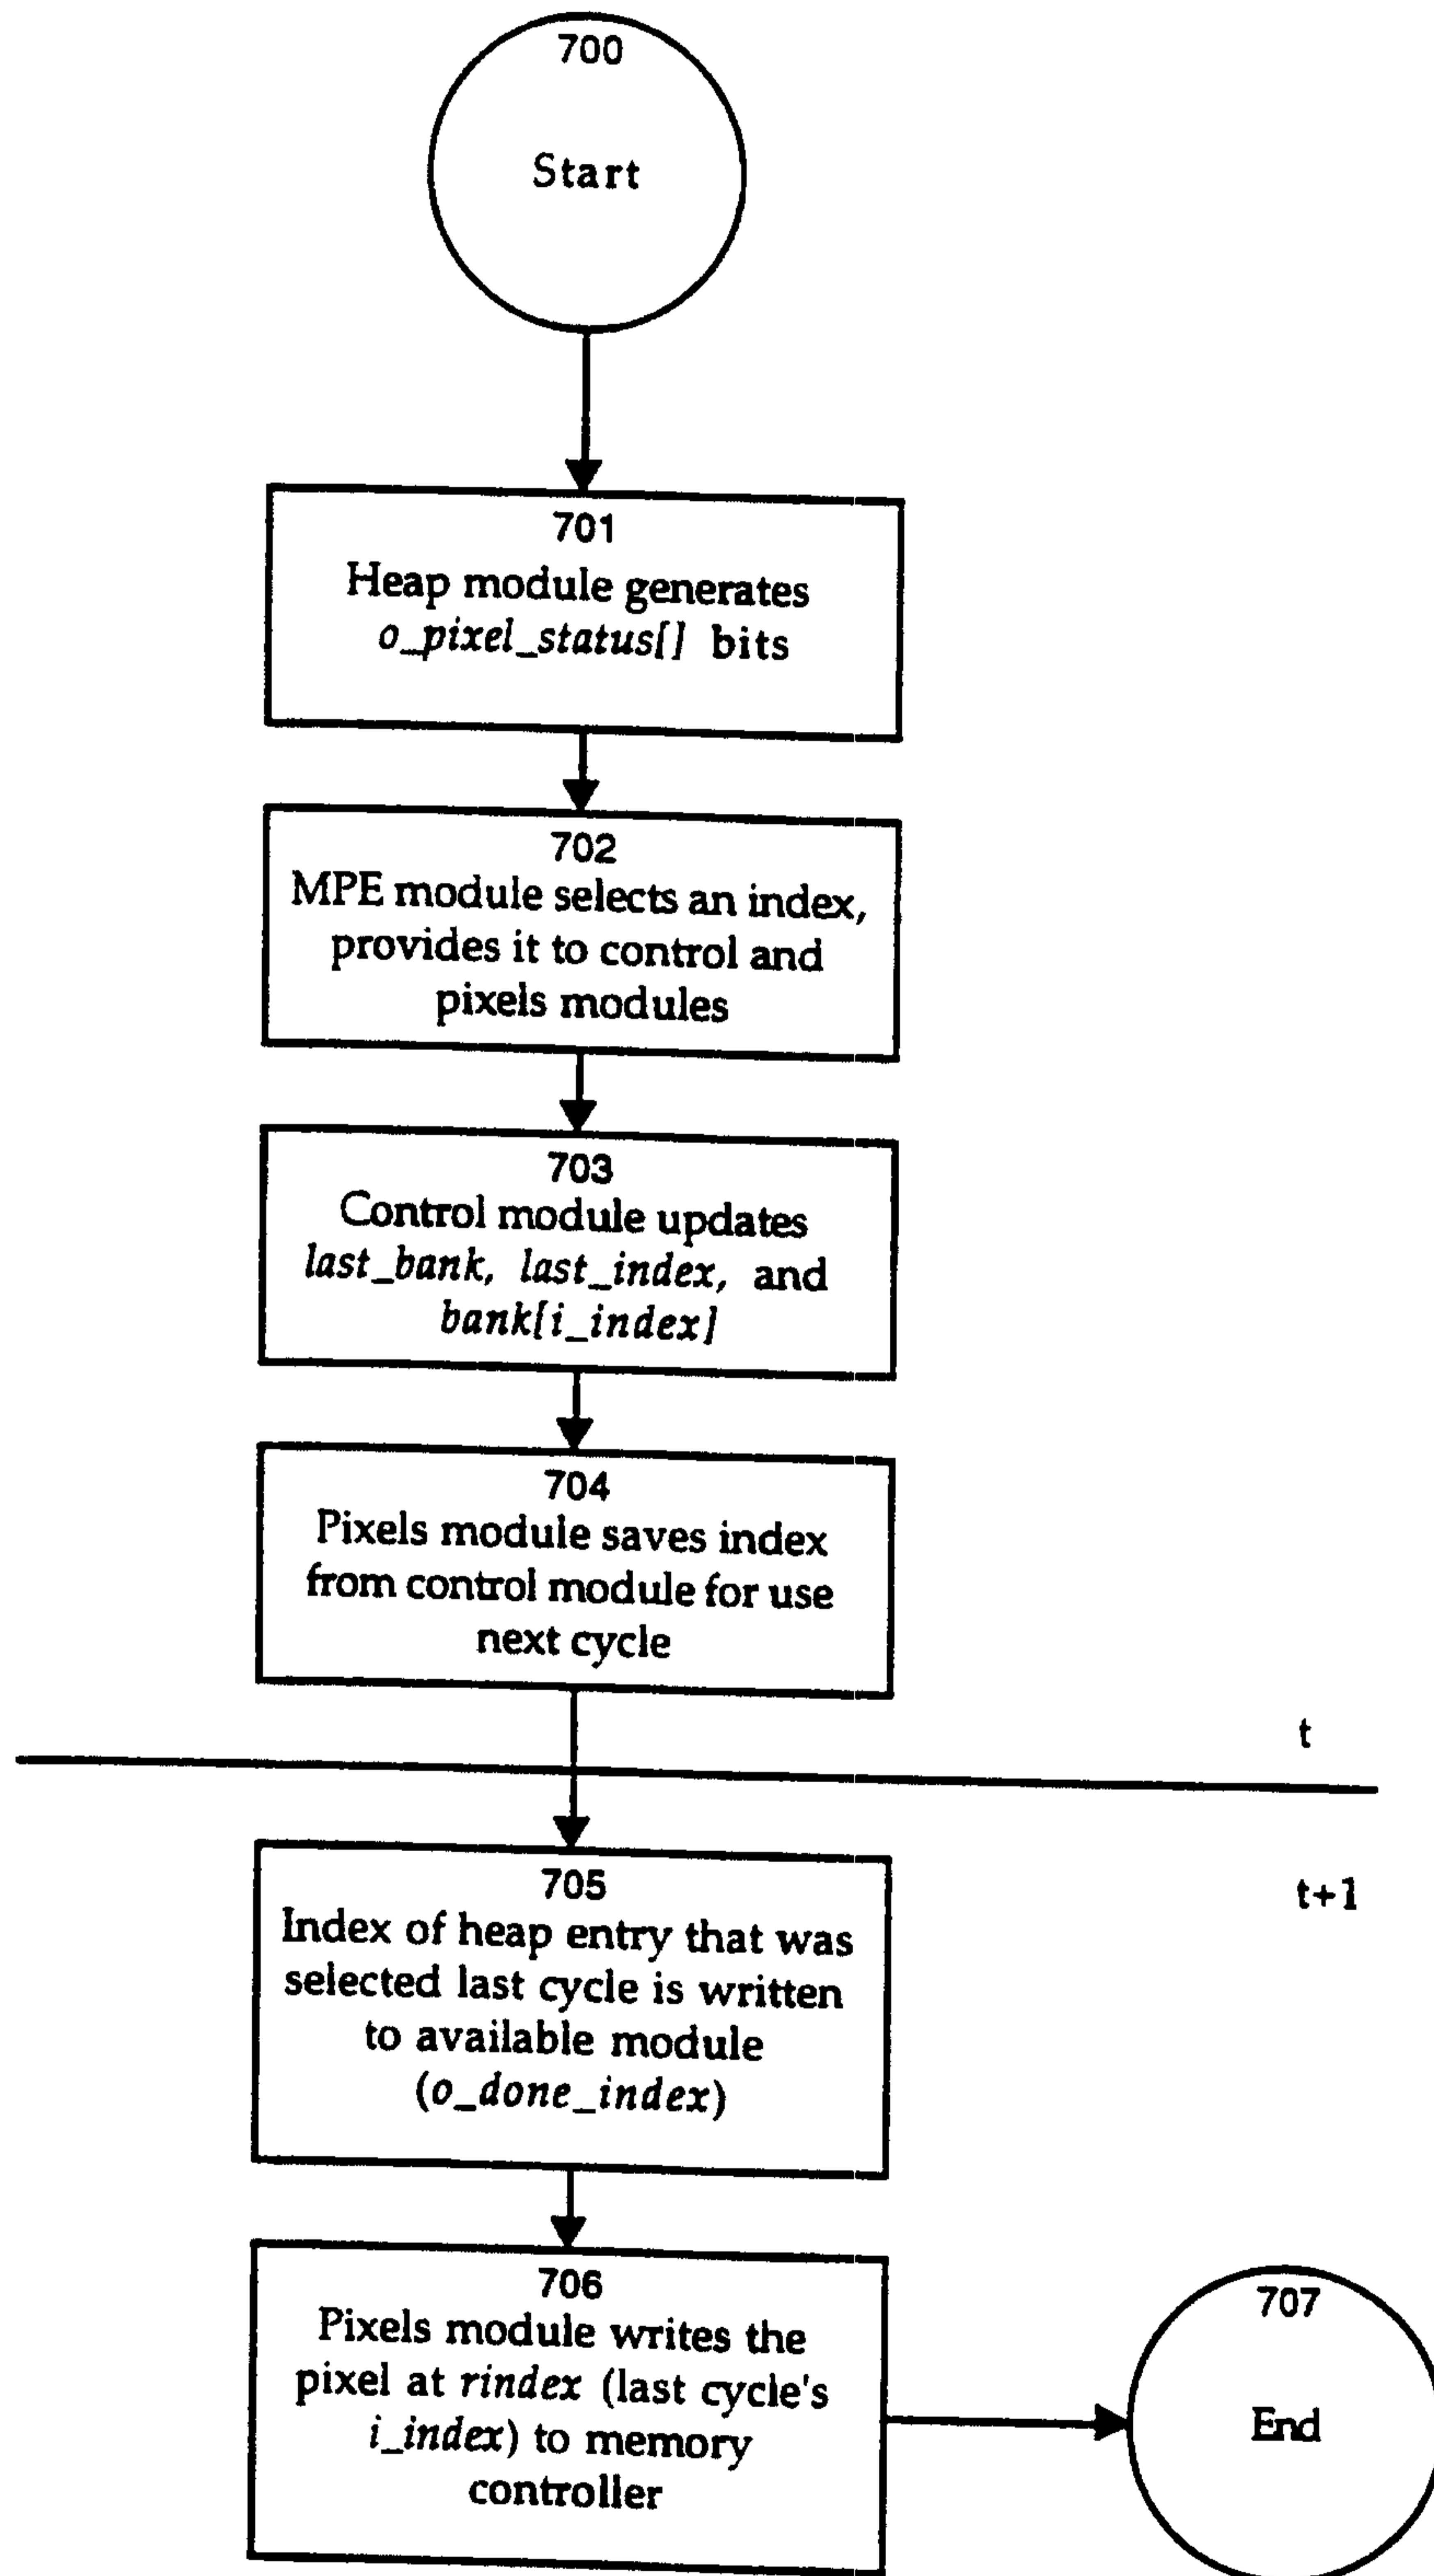 700
Start
701
Heap module generates
o_pixel_status[] bits
702
MPE module selects an index,
provides it to control and
pixels modules
703
Control module updates
last_bank, last_index, and
bank[i_index]
704
Pixels module saves index
from control module for use
next cycle
t
t+1
705
Index of heap entry that was
selected last cycle is written
to available module
(o_done_index)
706
Pixels module writes the
pixel at rindex (last cycle's
i_index) to memory
controller
707
End